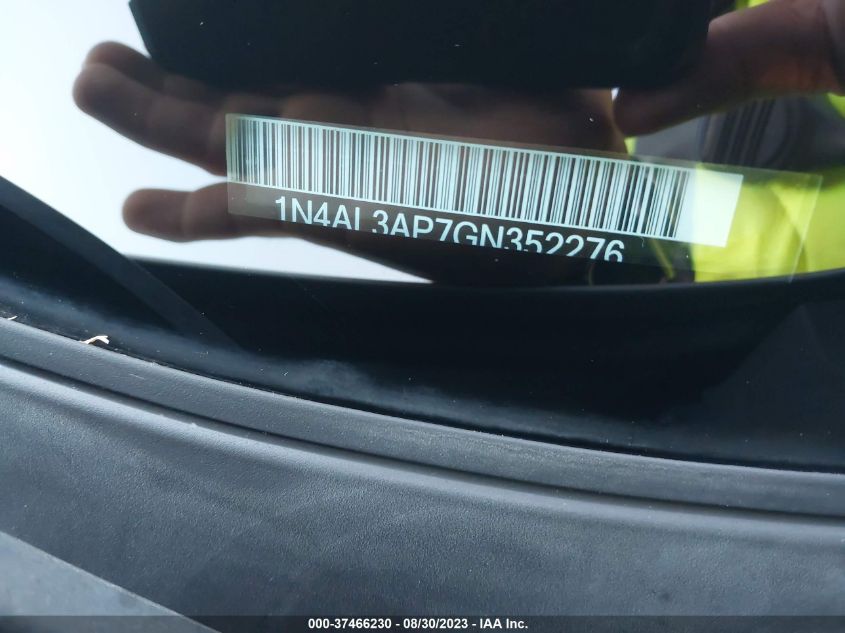 1N4AL3AP7GN352276
000-37466230 - 08/30/2023 - IAA Inc.